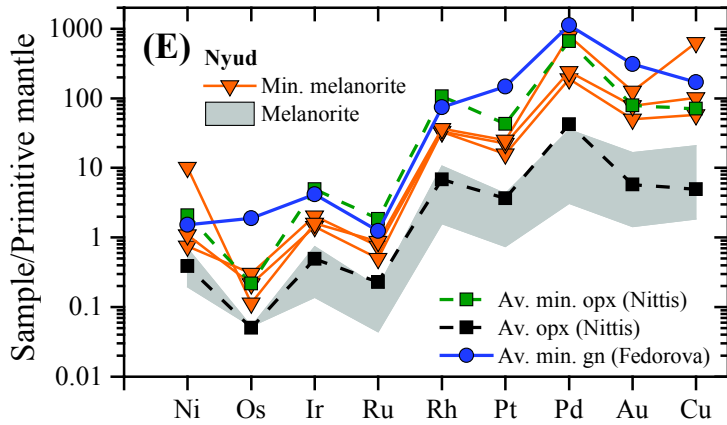 (E)
Nyud
Min. melanorite
Melanorite
Sample/Primitive mantle
1000
100
10
1
0.1
0.01
Av. min. opx (Nittis)
Av. opx (Nittis)
Av. min. gn (Fedorova)
Ni Os Ir Ru Rh Pt Pd Au Cu